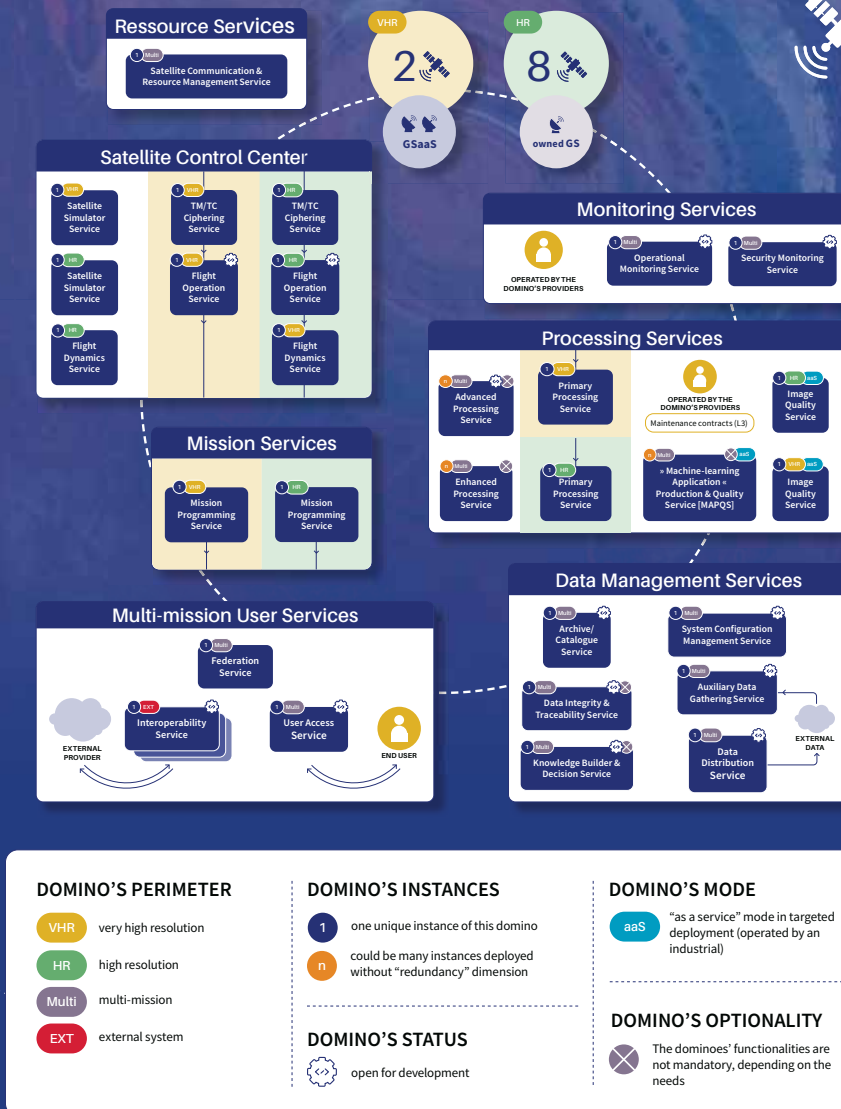 Ressource Services
1 Multi
Satellite Communication &
Resource Management Service
VHR
2
GSaaS
HR
8
owned GS
Satellite Control Center
1 VHR
Satellite
Simulator
Service
1 VHR
TM/TC
Ciphering
Service
1 HR
TM/TC
Ciphering
Service
1 HR
Satellite
Simulator
Service
1 VHR
Flight
Operation
Service
1 HR
Flight
Operation
Service
1 HR
Flight
Dynamics
Service
1 VHR
Flight
Dynamics
Service
Monitoring Services
OPERATED BY THE
DOMINO'S PROVIDERS
1 Multi
Operational
Monitoring Service
1 Multi
Security Monitoring
Service
Processing Services
n Multi
Advanced
Processing
Service
1 VHR
Primary
Processing
Service
OPERATED BY THE
DOMINO'S PROVIDERS
Maintenance contracts (L3)
1 HR aaS
Image
Quality
Service
n Multi
Enhanced
Processing
Service
1 HR
Primary
Processing
Service
n Multi aaS
» Machine-learning
Application «
Production & Quality
Service [MAPQS]
1 VHR aaS
Image
Quality
Service
Mission Services
1 VHR
Mission
Programming
Service
1 HR
Mission
Programming
Service
Multi-mission User Services
1 Multi
Federation
Service
EXTERNAL
PROVIDER
1 EXT
Interoperability
Service
1 Multi
User Access
Service
END USER
Data Management Services
1 Multi
Archive/
Catalogue
Service
1 Multi
System Configuration
Management Service
1 Multi
Data Integrity &
Traceability Service
1 Multi
Auxiliary Data
Gathering Service
1 Multi
Knowledge Builder &
Decision Service
1 Multi
Data
Distribution
Service
EXTERNAL
DATA
DOMINO'S PERIMETER
VHR very high resolution
HR high resolution
Multi multi-mission
EXT external system
DOMINO'S INSTANCES
1 one unique instance of this domino
n could be many instances deployed
without "redundancy" dimension
DOMINO'S STATUS
open for development
DOMINO'S MODE
aaS "as a service" mode in targeted
deployment (operated by an
industrial)
DOMINO'S OPTIONALITY
The dominoes' functionalities are
not mandatory, depending on the
needs